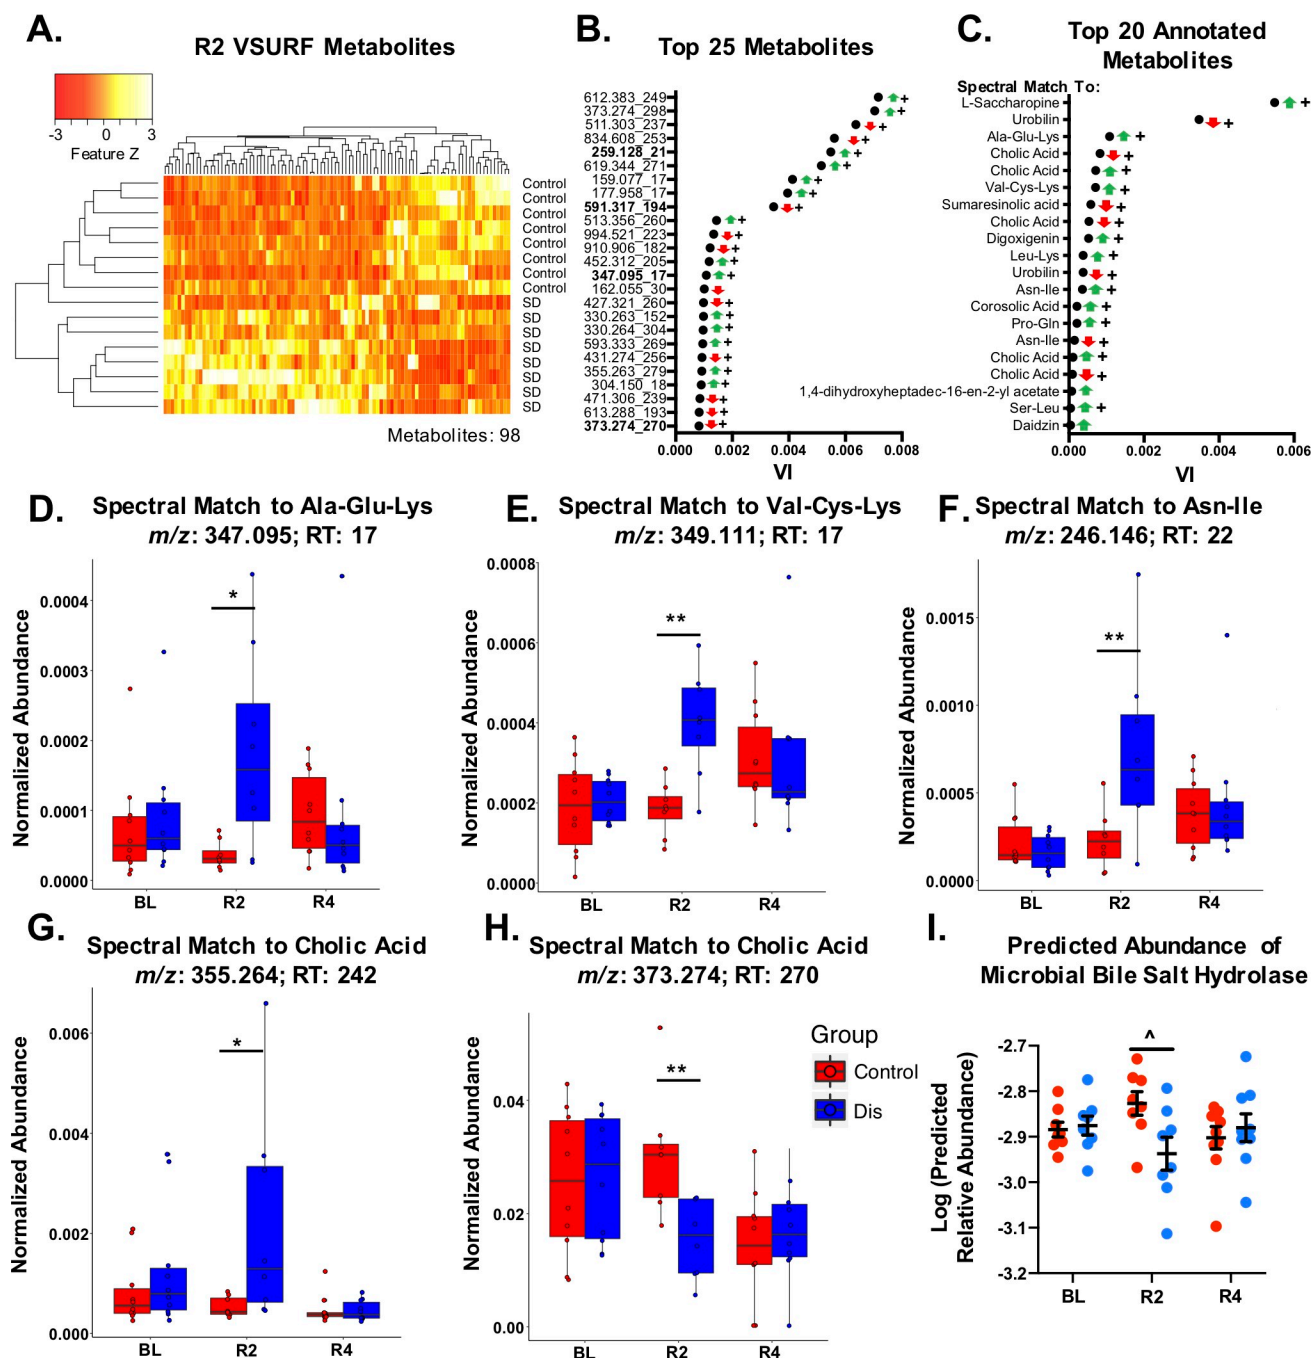 A.
R2 VSURF Metabolites
-3
0
3
Feature Z
Control
Control
Control
Control
Control
Control
Control
Control
SD
SD
SD
SD
SD
SD
SD
SD
Metabolites: 98
B.
Top 25 Metabolites
612.383_249
373.274_298
511.303_237
834.608_253
259.128_21
619.344_271
159.077_17
177.958_17
591.317_194
513.356_260
994.521_223
910.906_182
452.312_205
347.095_17
162.055_30
427.321_260
330.263_152
330.264_304
593.333_269
431.274_256
355.263_279
304.150_18
471.306_239
613.288_193
373.274_270
0.000
0.002
0.004
0.006
0.008
VI
C.
Top 20 Annotated
Metabolites
Spectral Match To:
L-Saccharopine
Urobilin
Ala-Glu-Lys
Cholic Acid
Cholic Acid
Val-Cys-Lys
Sumaresinolic acid
Cholic Acid
Digoxigenin
Leu-Lys
Urobilin
Asn-Ile
Corosolic Acid
Pro-Gln
Asn-Ile
Cholic Acid
Cholic Acid
1,4-dihydroxyheptadec-16-en-2-yl acetate
Ser-Leu
Daidzin
0.000
0.002
0.004
0.006
VI
D.
Spectral Match to Ala-Glu-Lys
m/z: 347.095; RT: 17
Normalized Abundance
0.0004
0.0003
0.0002
0.0001
0.0000
*
BL
R2
R4
E.
Spectral Match to Val-Cys-Lys
m/z: 349.111; RT: 17
Normalized Abundance
0.0008
0.0006
0.0004
0.0002
0.0000
**
BL
R2
R4
F.
Spectral Match to Asn-Ile
m/z: 246.146; RT: 22
Normalized Abundance
0.0015
0.0010
0.0005
0.0000
**
BL
R2
R4
G.
Spectral Match to Cholic Acid
m/z: 355.264; RT: 242
Normalized Abundance
0.006
0.004
0.002
0.000
*
BL
R2
R4
H.
Spectral Match to Cholic Acid
m/z: 373.274; RT: 270
Normalized Abundance
0.04
0.02
0.00
**
BL
R2
R4
Group
Control
Dis
I.
Predicted Abundance of
Microbial Bile Salt Hydrolase
Log (Predicted
Relative Abundance)
-2.7
-2.8
-2.9
-3.0
-3.1
-3.2
^
BL
R2
R4